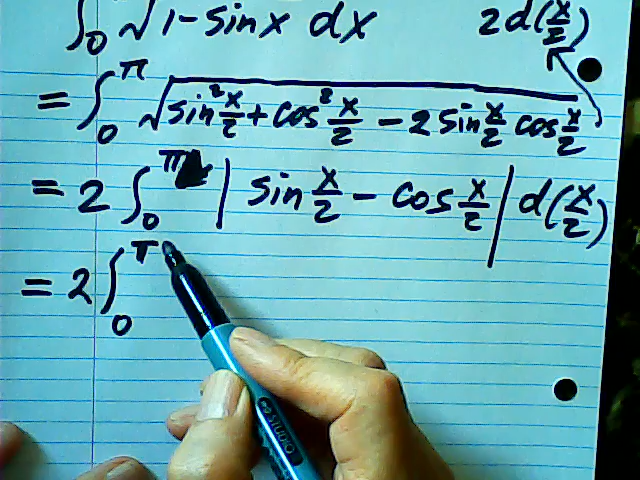 ∫₀ √1-sinx dx 2d(x/2)
= ∫₀^π √sin² x/2 + cos² x/2 - 2 sin x/2 cos x/2
= 2 ∫₀^π | sin x/2 - cos x/2 | d(x/2)
= 2 ∫₀^π